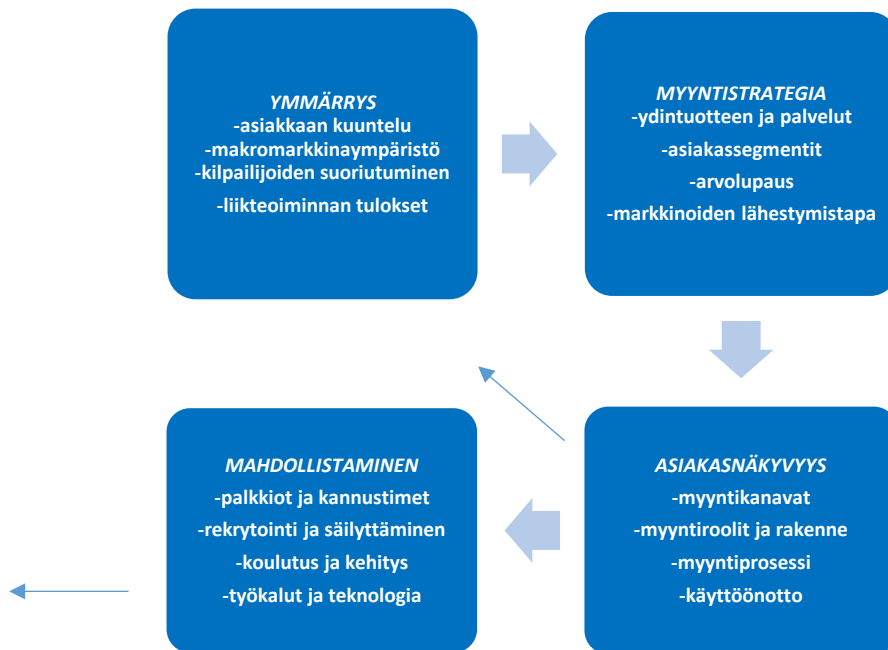 YMMÄRRYS
-asiakkaan kuuntelu
-makromarkkinaympäristö
-kilpailijoiden suoriutuminen
-liikteoiminnan tulokset
MYYNTISTRATEGIA
-ydintuotteen ja palvelut
-asiakassegmentit
-arvolupaus
-markkinoiden lähestymistapa
MAHDOLLISTAMINEN
-palkkiot ja kannustimet
-rekrytointi ja säilyttäminen
-koulutus ja kehitys
-työkalut ja teknologia
ASIAKASNÄKYVYYS
-myyntikanavat
-myyntiroolit ja rakenne
-myyntiprosessi
-käyttöönotto